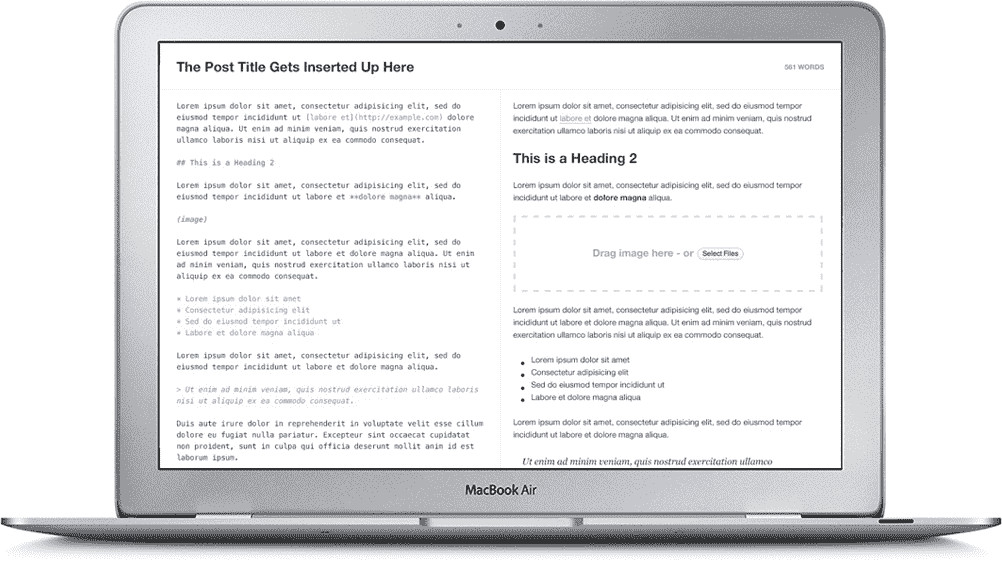 The Post Title Gets Inserted Up Here
561 WORDS
Lorem ipsum dolor sit amet, consectetur adipisicing elit, sed do
eiusmod tempor incididunt ut [labore et](http://example.com) dolore
magna aliqua. Ut enim ad minim veniam, quis nostrud exercitation
ullamco laboris nisi ut aliquip ex ea commodo consequat.
## This is a Heading 2
Lorem ipsum dolor sit amet, consectetur adipisicing elit, sed do
eiusmod tempor incididunt ut labore et **dolore magna** aliqua.
(image)
Lorem ipsum dolor sit amet, consectetur adipisicing elit, sed do
eiusmod tempor incididunt ut labore et dolore magna aliqua. Ut enim
ad minim veniam, quis nostrud exercitation ullamco laboris nisi ut
aliquip ex ea commodo consequat.
* Lorem ipsum dolor sit amet
* Consectetur adipisicing elit
* Sed do eiusmod tempor incididunt ut
* Labore et dolore magna aliqua
Lorem ipsum dolor sit amet, consectetur adipisicing elit, sed do
eiusmod tempor incididunt ut labore et dolore magna aliqua.
> Ut enim ad minim veniam, quis nostrud exercitation ullamco laboris
nisi ut aliquip ex ea commodo consequat.
Duis aute irure dolor in reprehenderit in voluptate velit esse cillum
dolore eu fugiat nulla pariatur. Excepteur sint occaecat cupidatat
non proident, sunt in culpa qui officia deserunt mollit anim id est
laborum ipsum.
Lorem ipsum dolor sit amet, consectetur adipisicing elit, sed do eiusmod tempor
incididunt ut labore et dolore magna aliqua. Ut enim ad minim veniam, quis nostrud
exercitation ullamco laboris nisi ut aliquip ex ea commodo consequat.
This is a Heading 2
Lorem ipsum dolor sit amet, consectetur adipisicing elit, sed do eiusmod tempor
incididunt ut labore et dolore magna aliqua.
Drag image here - or Select Files
Lorem ipsum dolor sit amet, consectetur adipisicing elit, sed do eiusmod tempor
incididunt ut labore et dolore magna aliqua. Ut enim ad minim veniam, quis nostrud
exercitation ullamco laboris nisi ut aliquip ex ea commodo consequat.
Lorem ipsum dolor sit amet
Consectetur adipisicing elit
Sed do eiusmod tempor incididunt ut
Labore et dolore magna aliqua
Lorem ipsum dolor sit amet, consectetur adipisicing elit, sed do eiusmod tempor
incididunt ut labore et dolore magna aliqua.
Ut enim ad minim veniam, quis nostrud exercitation ullamco
MacBook Air